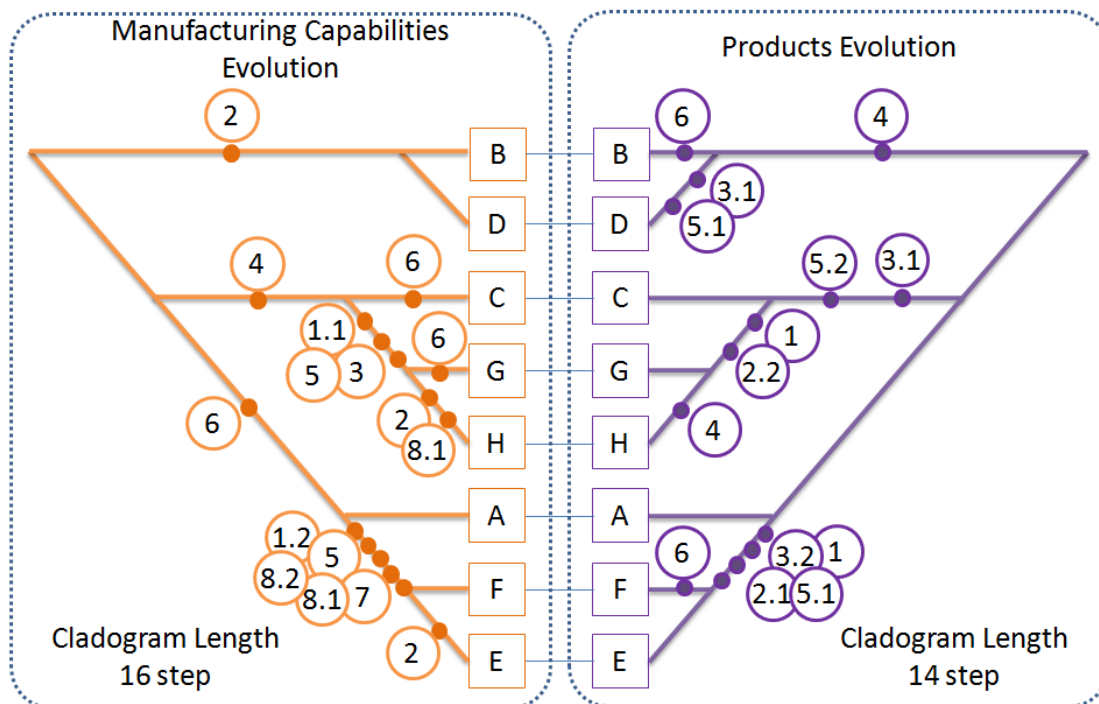 Manufacturing Capabilities
Evolution
Products Evolution
2
6
4
B
B
3.1
D
D
5.1
4
6
5.2
3.1
C
C
1.1
6
1
5
3
G
G
2.2
6
2
4
8.1
H
H
A
A
1.2
5
6
3.2
1
8.2
8.1
7
F
F
2.1
5.1
2
E
E
Cladogram Length
16 step
Cladogram Length
14 step